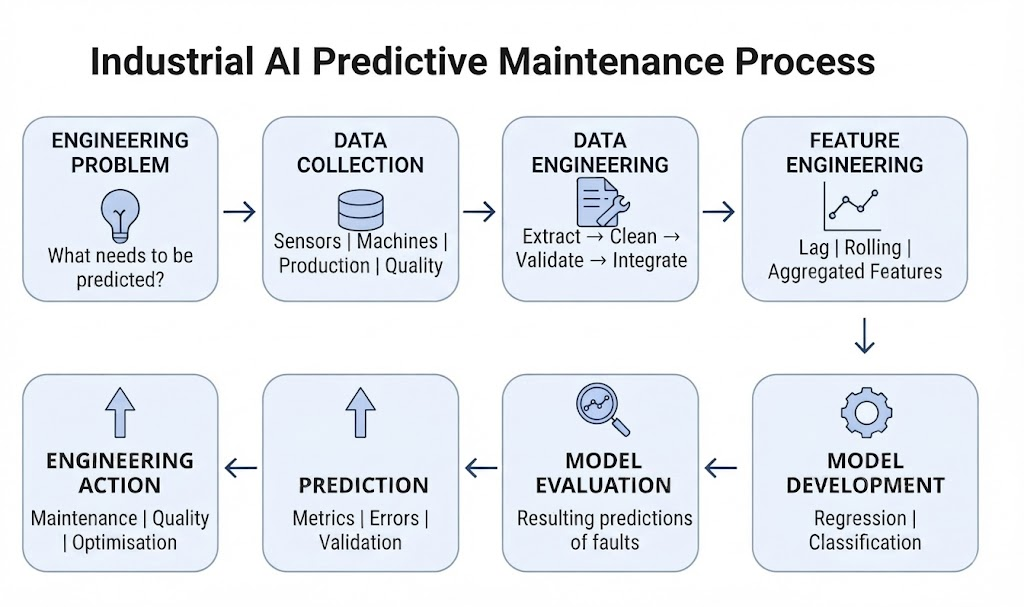 Industrial AI Predictive Maintenance Process
ENGINEERING
PROBLEM
What needs to be
predicted?
DATA
COLLECTION
Sensors | Machines |
Production | Quality
DATA
ENGINEERING
Extract → Clean →
Validate → Integrate
FEATURE
ENGINEERING
Lag | Rolling |
Aggregated Features
MODEL
DEVELOPMENT
Regression |
Classification
MODEL
EVALUATION
Resulting predictions
of faults
PREDICTION
Metrics | Errors |
Validation
ENGINEERING
ACTION
Maintenance | Quality
| Optimisation